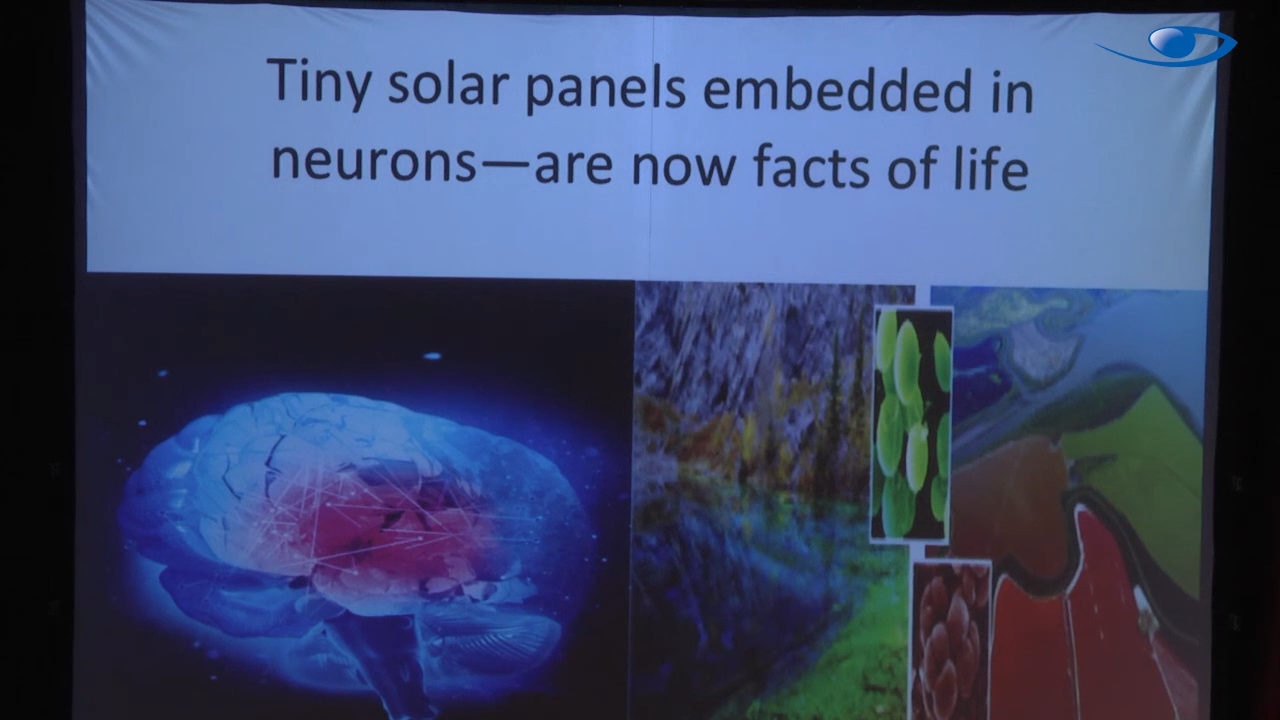 Tiny solar panels embedded in
neurons—are now facts of life